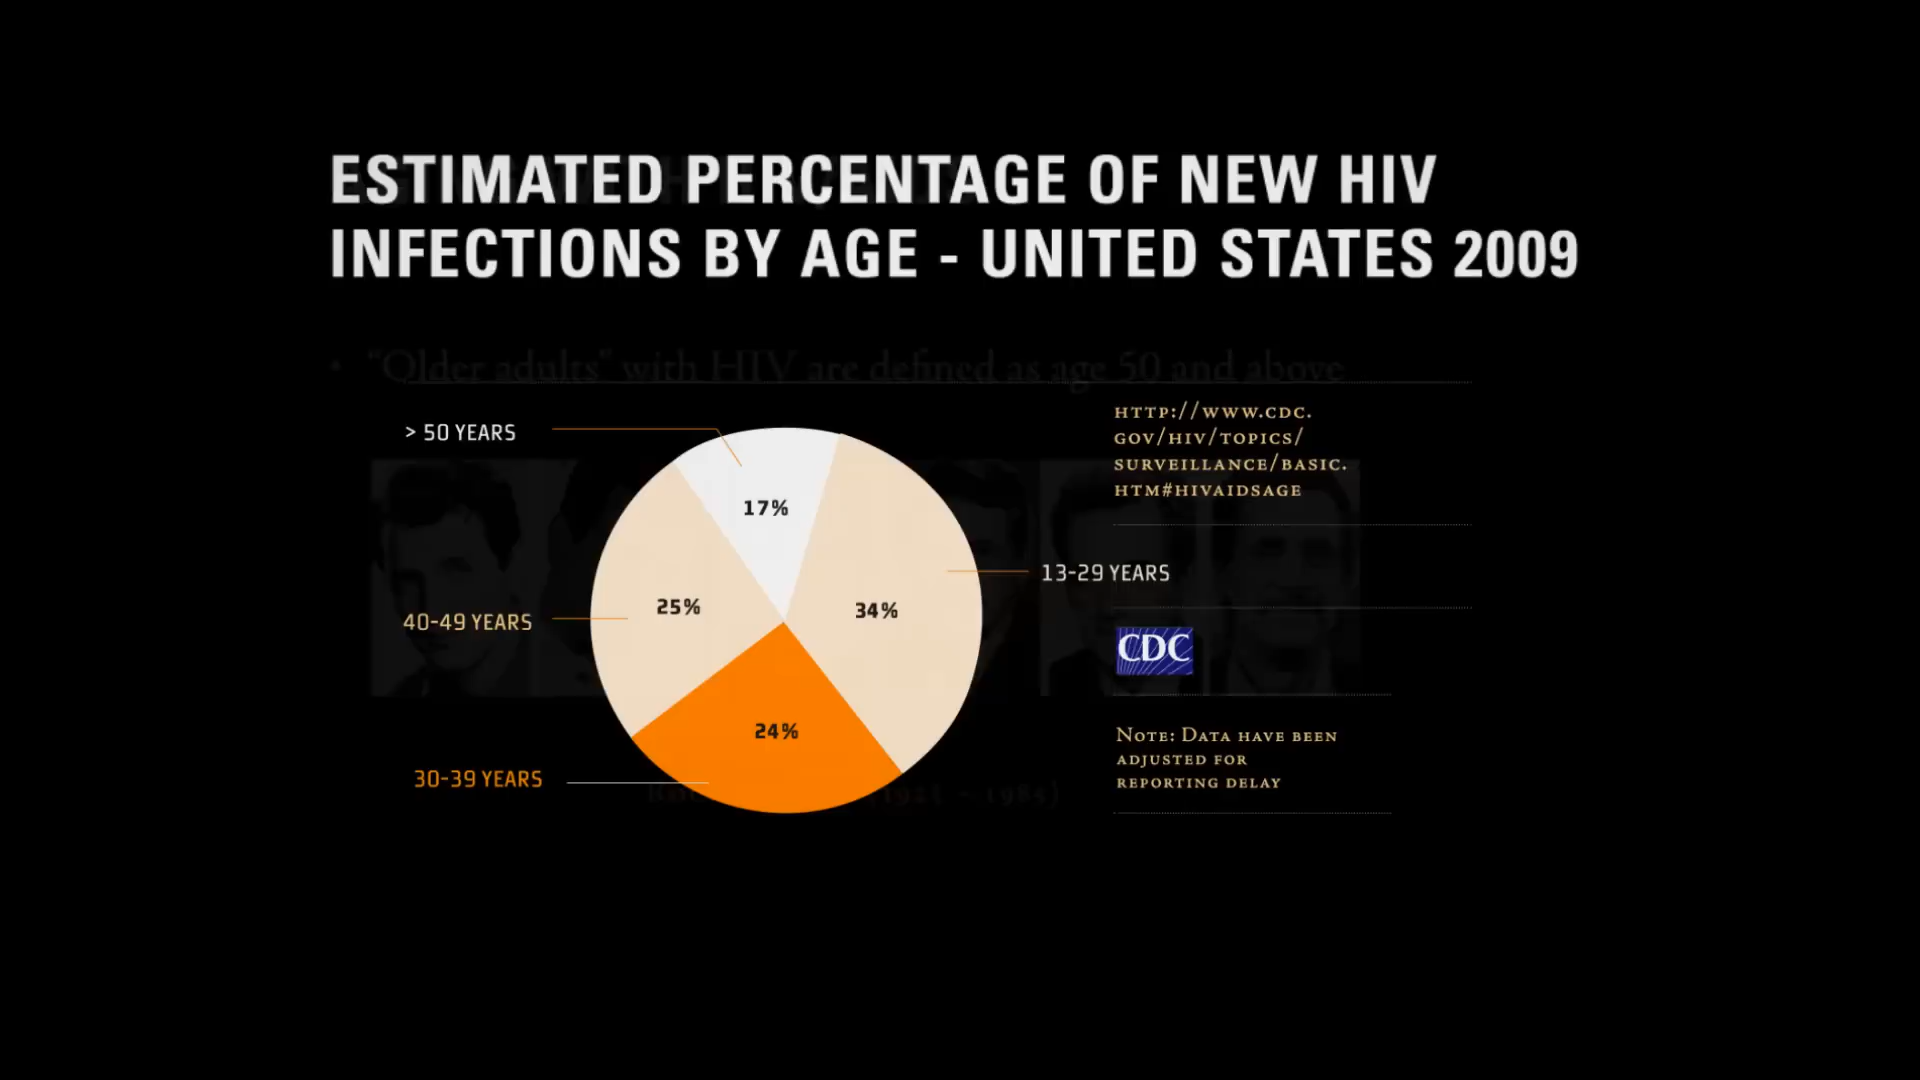 ESTIMATED PERCENTAGE OF NEW HIV
INFECTIONS BY AGE - UNITED STATES 2009
• "Older adults" with HIV are defined as age 50 and above
> 50 YEARS
17%
40-49 YEARS
25%
34%
13-29 YEARS
30-39 YEARS
24%
(1925 – 1985)
HTTP://WWW.CDC.
GOV/HIV/TOPICS/
SURVEILLANCE/BASIC.
HTM#HIVAIDSAGE
CDC
NOTE: DATA HAVE BEEN
ADJUSTED FOR
REPORTING DELAY